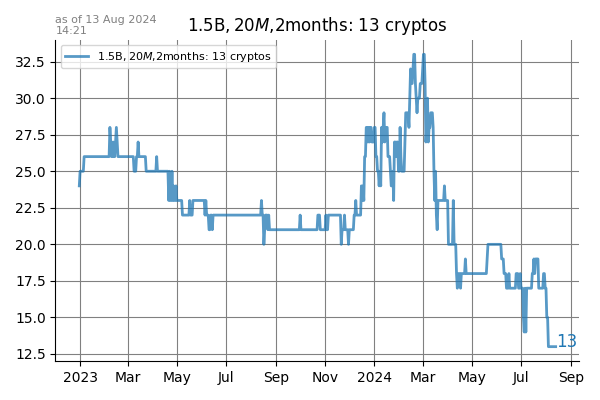 as of 13 Aug 2024
14:21
1.5B, 20M,2months: 13 cryptos
1.5B, 20M,2months: 13 cryptos
32.5
30.0
27.5
25.0
22.5
20.0
17.5
15.0
12.5
13
2023 Mar May Jul Sep Nov 2024 Mar May Jul Sep